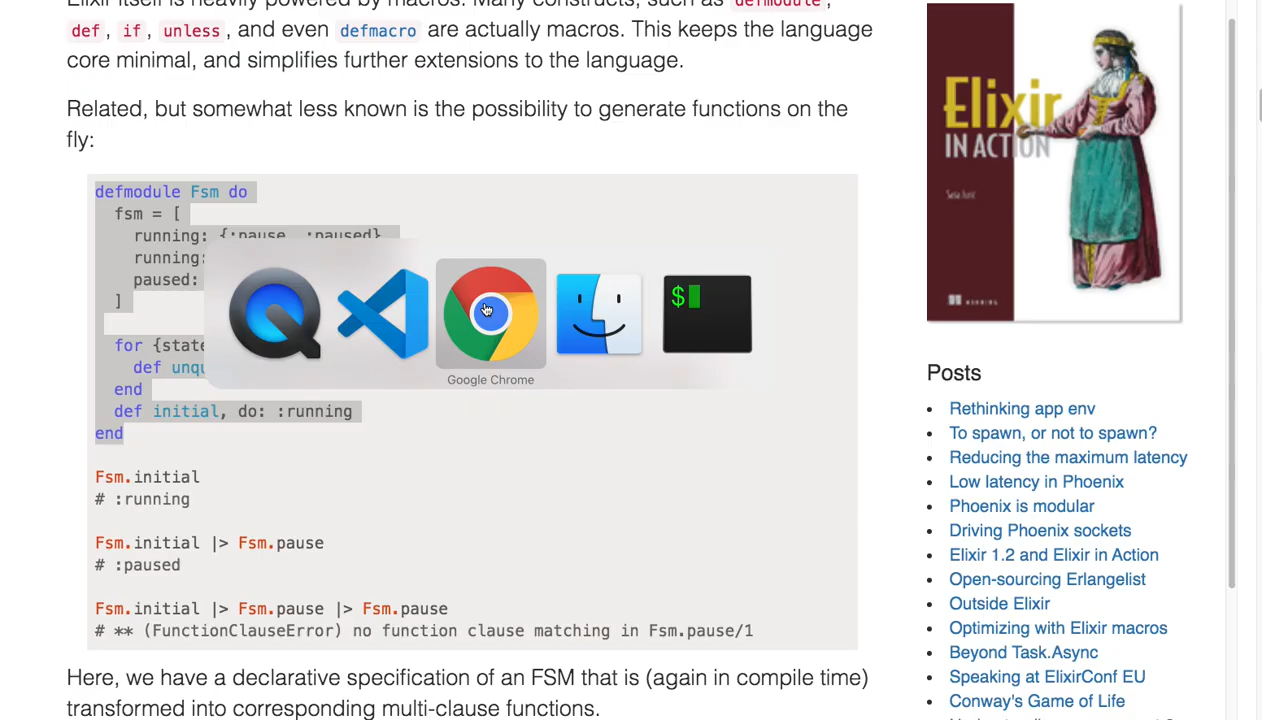 Elixir itself is heavily powered by macros. Many constructs, such as defmodule,
def, if, unless, and even defmacro are actually macros. This keeps the language
core minimal, and simplifies further extensions to the language.
Related, but somewhat less known is the possibility to generate functions on the
fly:
defmodule Fsm do
fsm = [
running: {:pause, :paused},
running:
paused:
]
for {state
def unqu
end
def initial, do: :running
end
Fsm.initial
# :running
Fsm.initial |> Fsm.pause
# :paused
Fsm.initial |> Fsm.pause |> Fsm.pause
# ** (FunctionClauseError) no function clause matching in Fsm.pause/1
Here, we have a declarative specification of an FSM that is (again in compile time)
transformed into corresponding multi-clause functions.
$
Google Chrome
Elixir
IN ACTION
Saša Jurić
MANNING
Posts
Rethinking app env
To spawn, or not to spawn?
Reducing the maximum latency
Low latency in Phoenix
Phoenix is modular
Driving Phoenix sockets
Elixir 1.2 and Elixir in Action
Open-sourcing Erlangelist
Outside Elixir
Optimizing with Elixir macros
Beyond Task.Async
Speaking at ElixirConf EU
Conway's Game of Life